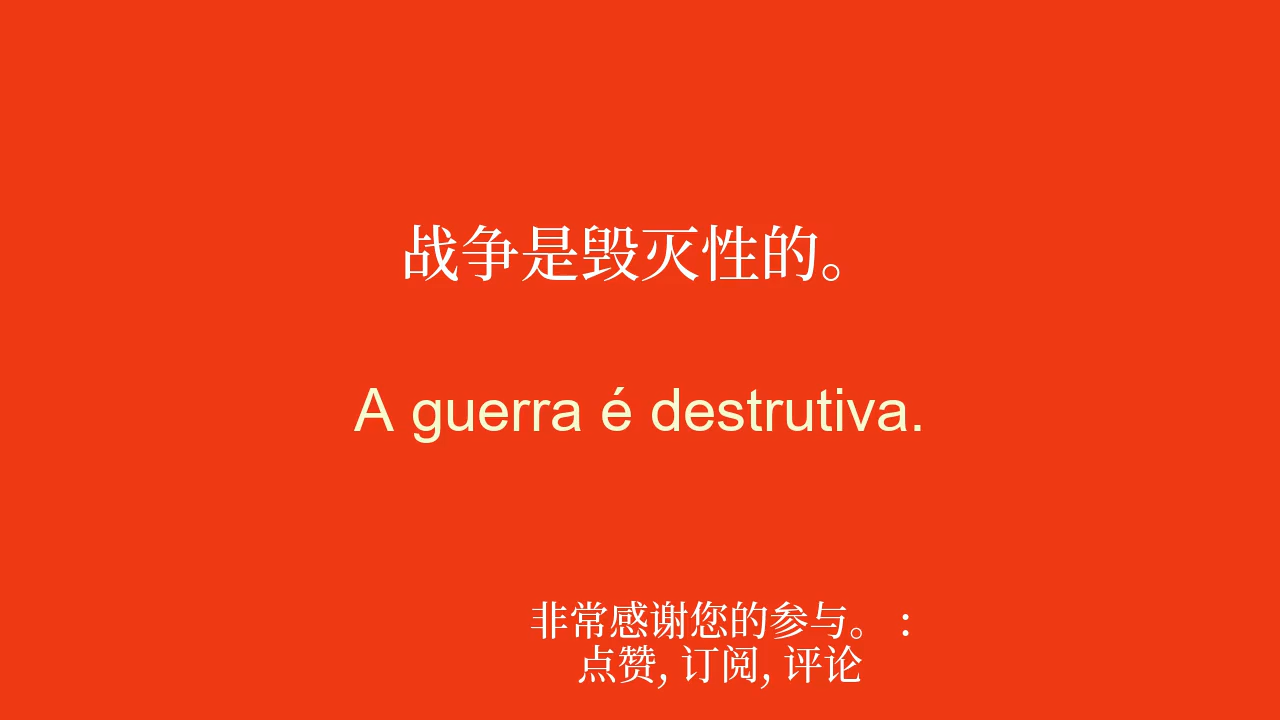 战争是毁灭性的。
A guerra é destrutiva.
非常感谢您的参与。 :
点赞, 订阅, 评论